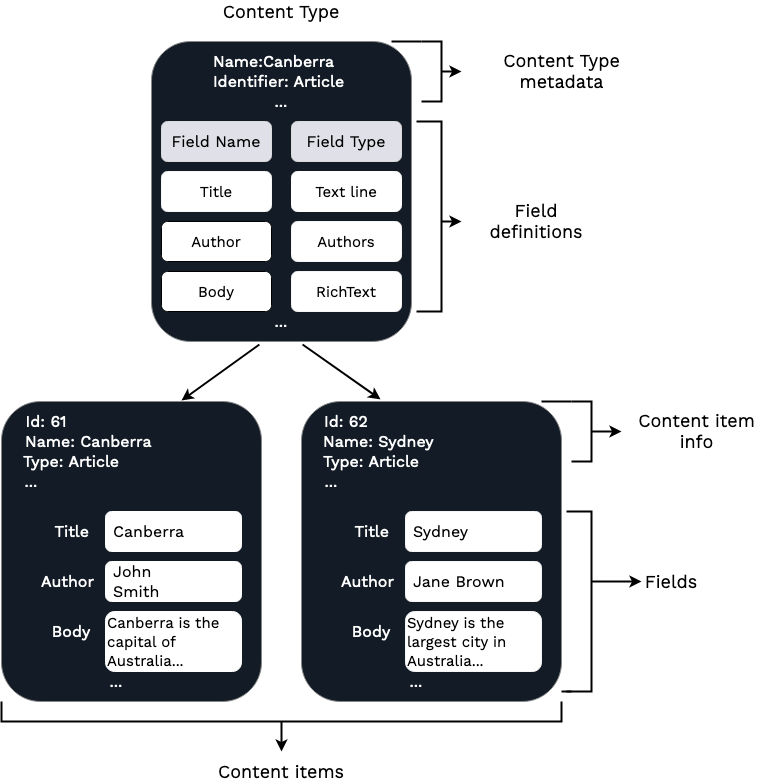 Content Type
Name:Canberra
Identifier: Article
...
Content Type
metadata
Field Name Field Type
Title Text line
Author Authors
Body RichText
...
Field
definitions
Id: 61
Name: Canberra
Type: Article
...
Title Canberra
Author John
Smith
Body Canberra is the
capital of
Australia...
...
Id: 62
Name: Sydney
Type: Article
...
Title Sydney
Author Jane Brown
Body Sydney is the
largest city in
Australia...
...
Content item
info
Fields
Content items